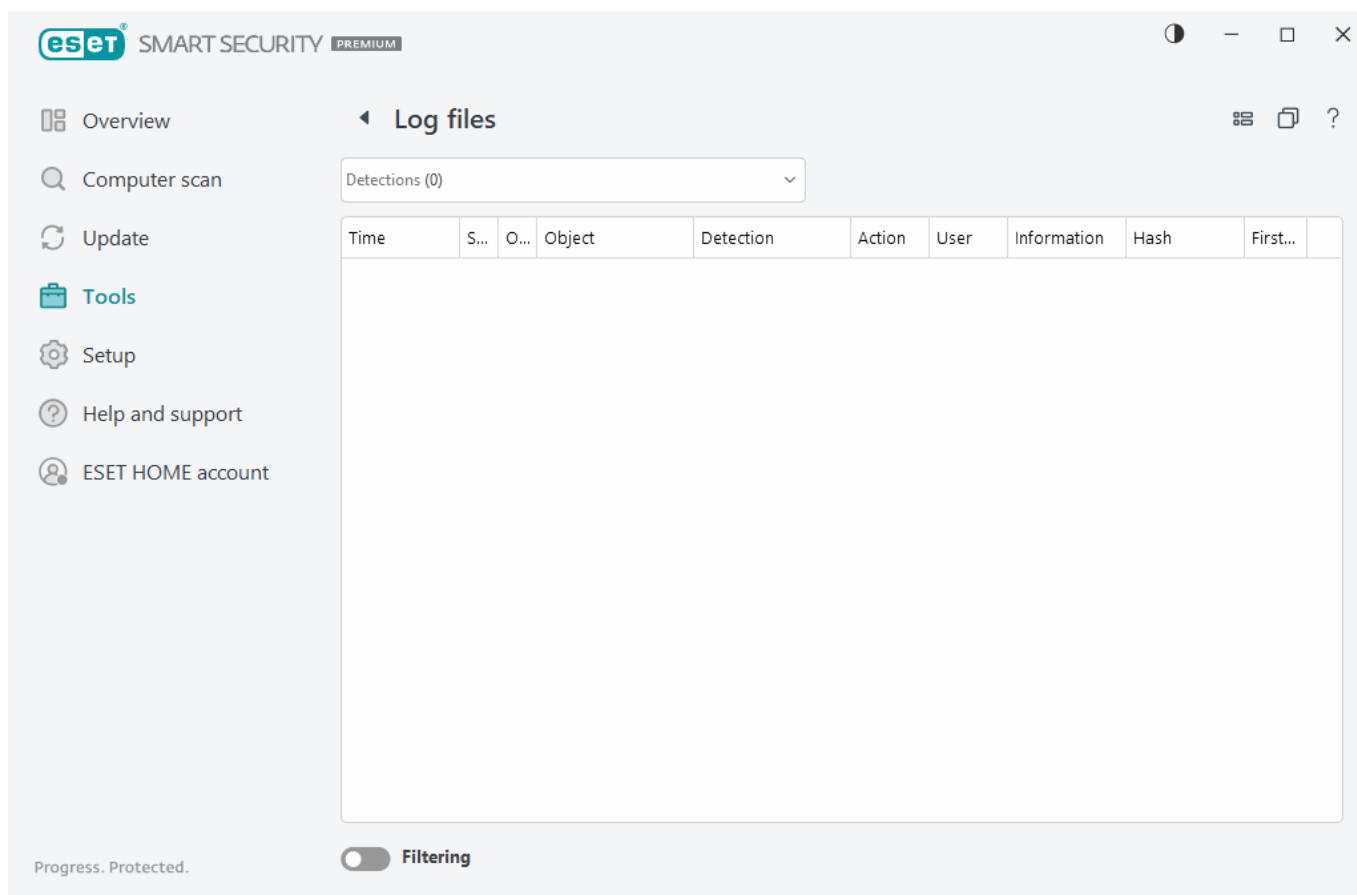 eset® SMART SECURITY PREMIUM
Overview
Computer scan
Update
Tools
Setup
Help and support
ESET HOME account
Progress. Protected.
Log files
?
Detections (0)
Time S... O... Object Detection Action User Information Hash First...
Filtering